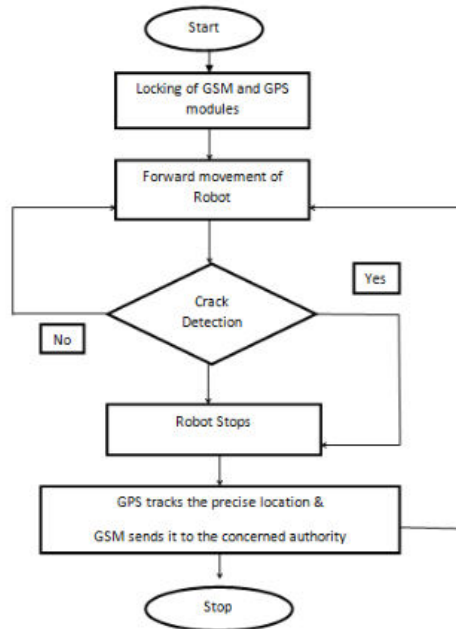 Start
Locking of GSM and GPS
modules
Forward movement of
Robot
Yes
Crack
Detection
No
Robot Stops
GPS tracks the precise location &
GSM sends it to the concerned authority
Stop